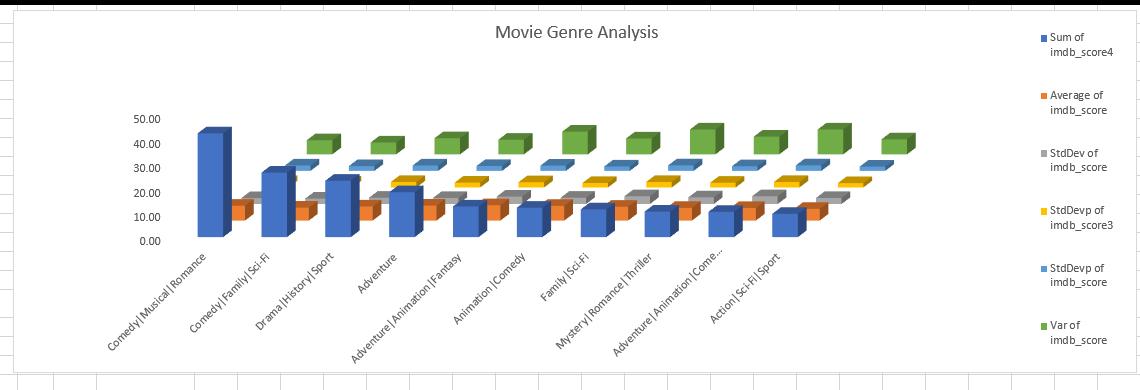 Movie Genre Analysis
Sum of
imdb_score4
Average of
imdb_score
StdDev of
imdb_score
StdDevp of
imdb_score3
StdDevp of
imdb_score
Var of
imdb_score
50.00
40.00
30.00
20.00
10.00
0.00
Comedy|Musical|Romance
Comedy|Family|Sci-Fi
Drama|History|Sport
Adventure
Adventure|Animation|Fantasy
Animation|Comedy
Family|Sci-Fi
Mystery|Romance|Thriller
Adventure|Animation|Come...
Action|Sci-Fi|Sport